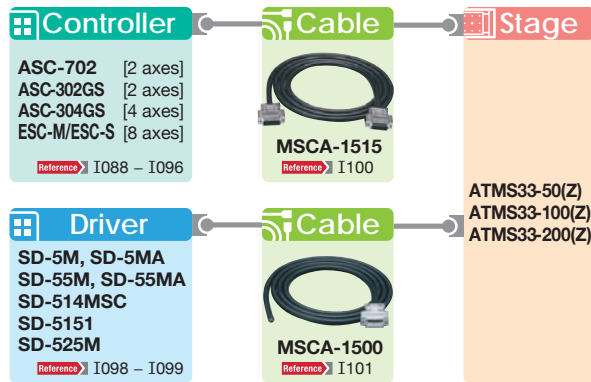 Controller
ASC-702 [2 axes]
ASC-302GS [2 axes]
ASC-304GS [4 axes]
ESC-M/ESC-S [8 axes]
Reference I088 – I096
Cable
MSCA-1515
Reference I100
Stage
ATMS33-50(Z)
ATMS33-100(Z)
ATMS33-200(Z)
Driver
SD-5M, SD-5MA
SD-55M, SD-55MA
SD-514MSC
SD-5151
SD-525M
Reference I098 – I099
Cable
MSCA-1500
Reference I101